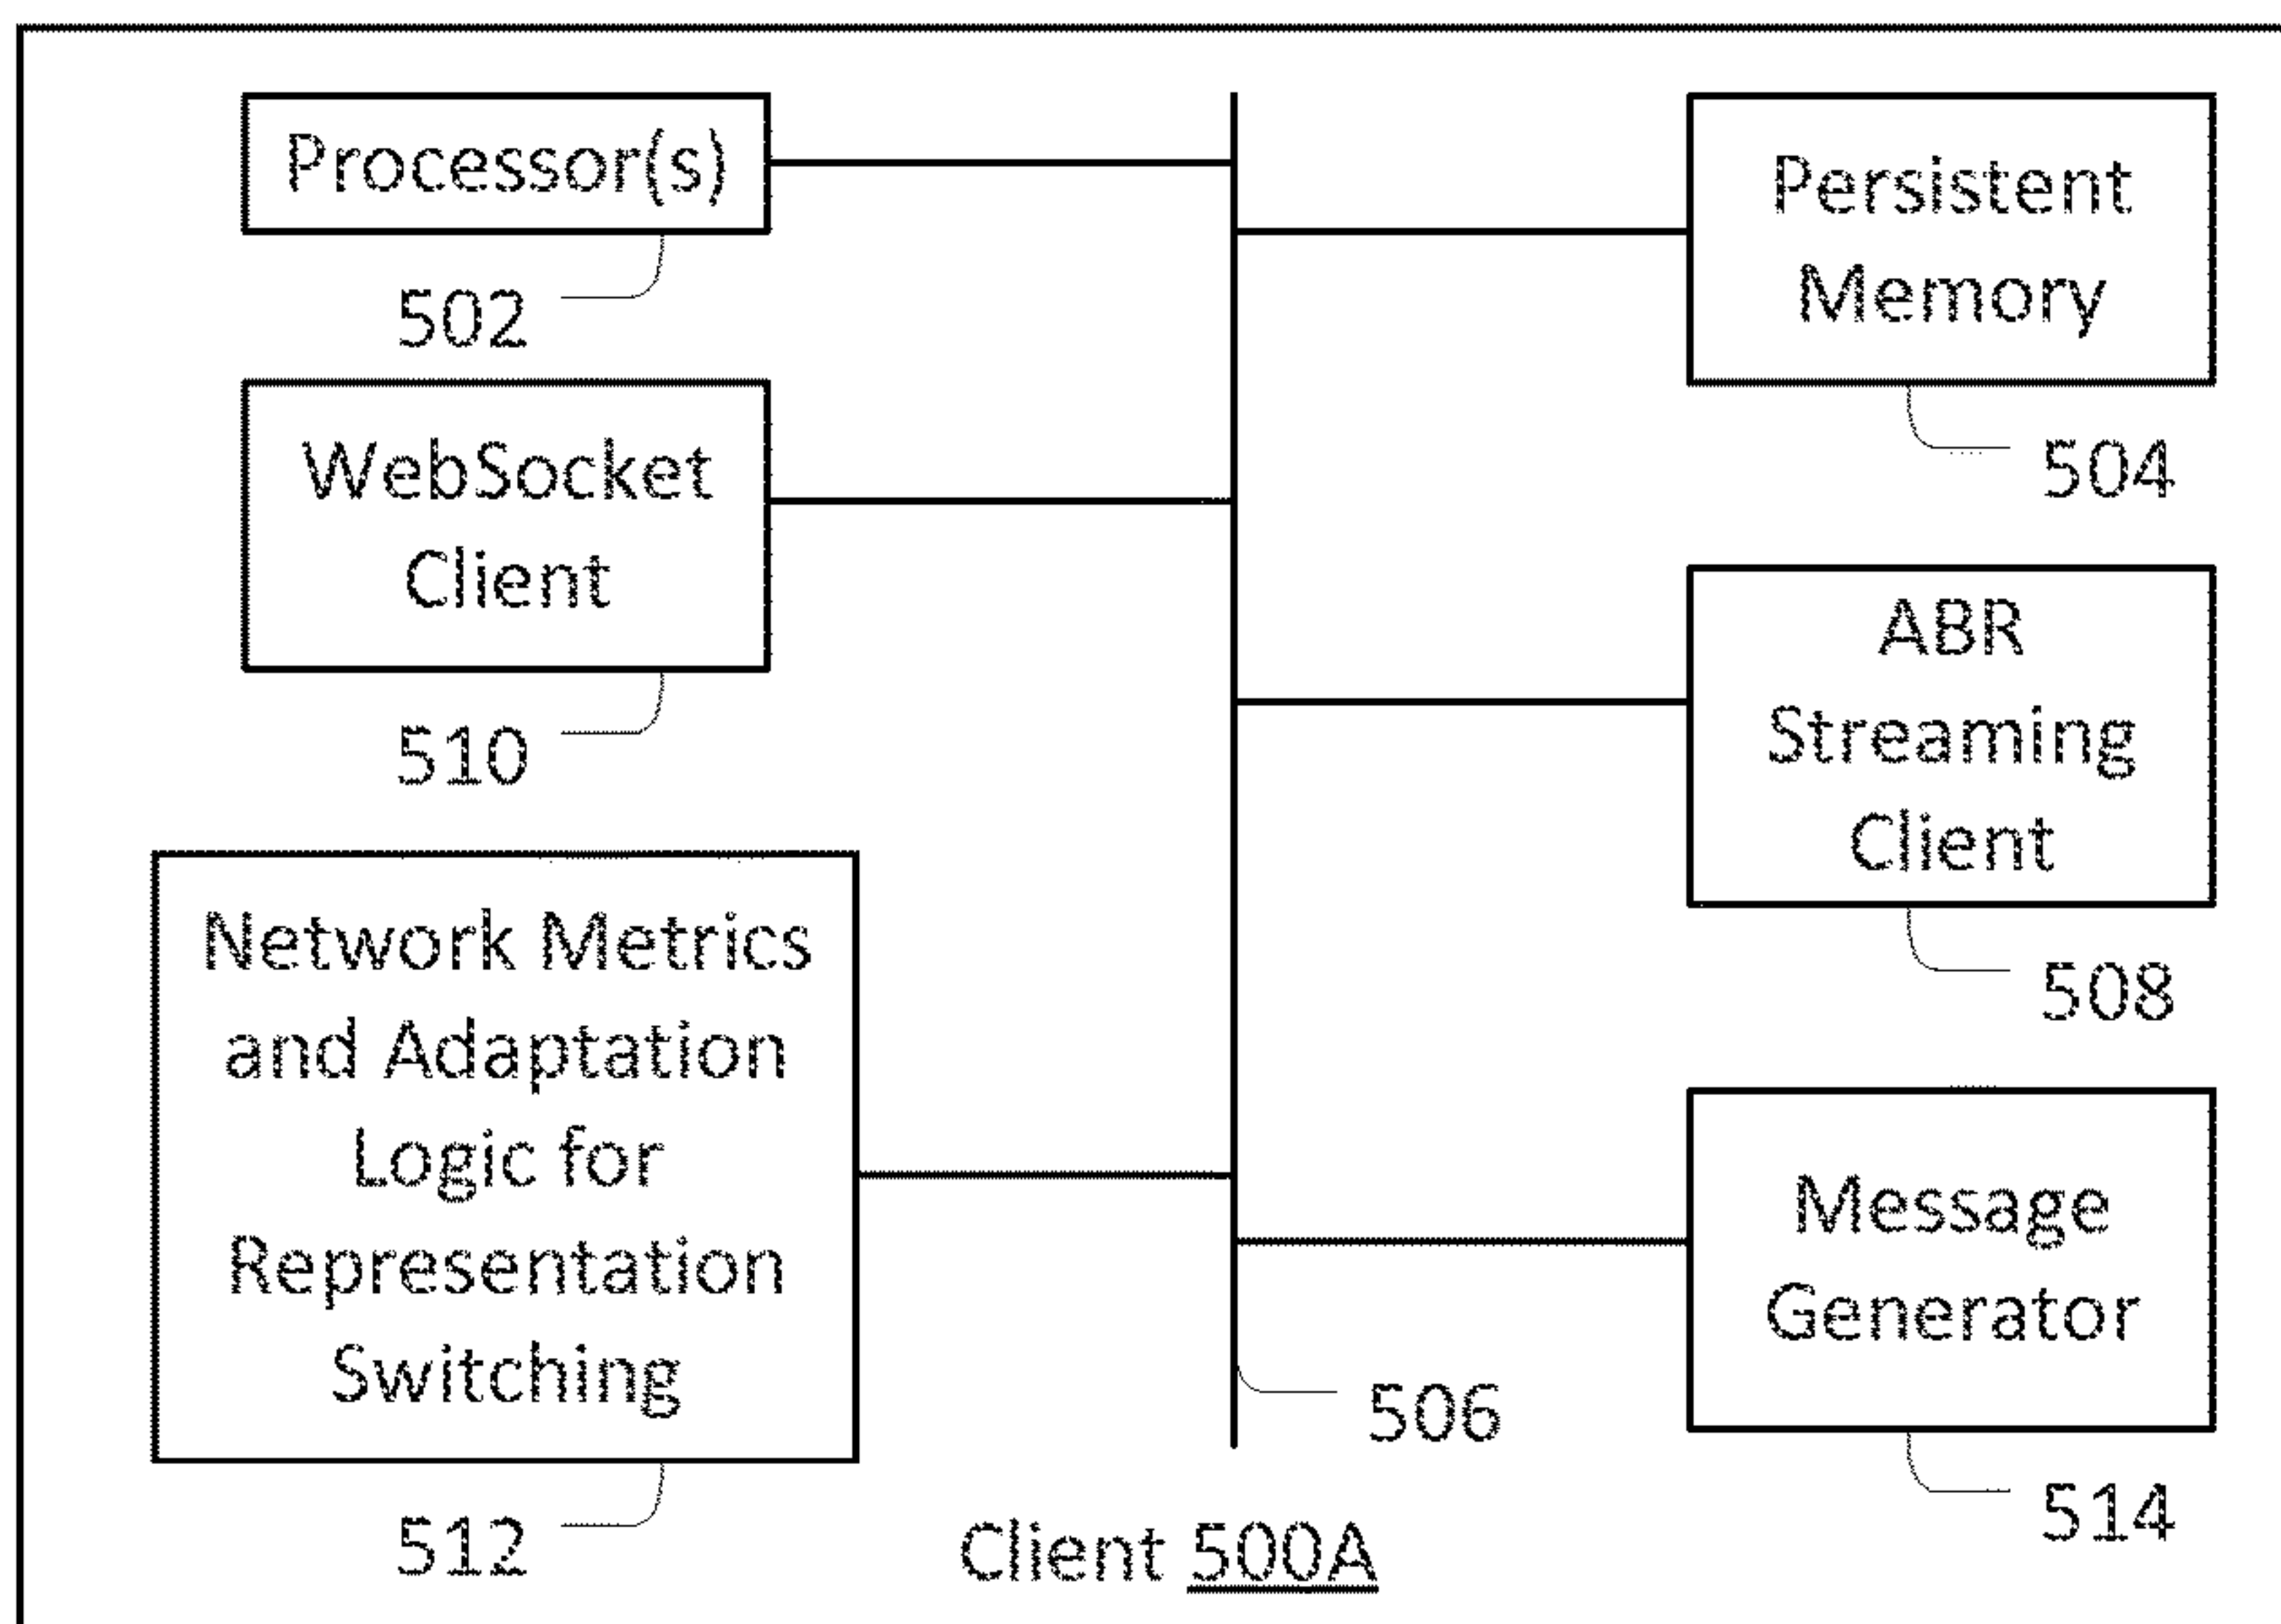 Processor(s)
502
Persistent
Memory
504
WebSocket
Client
510
ABR
Streaming
Client
508
Network Metrics
and Adaptation
Logic for
Representation
Switching
512
Message
Generator
514
506
Client 500A